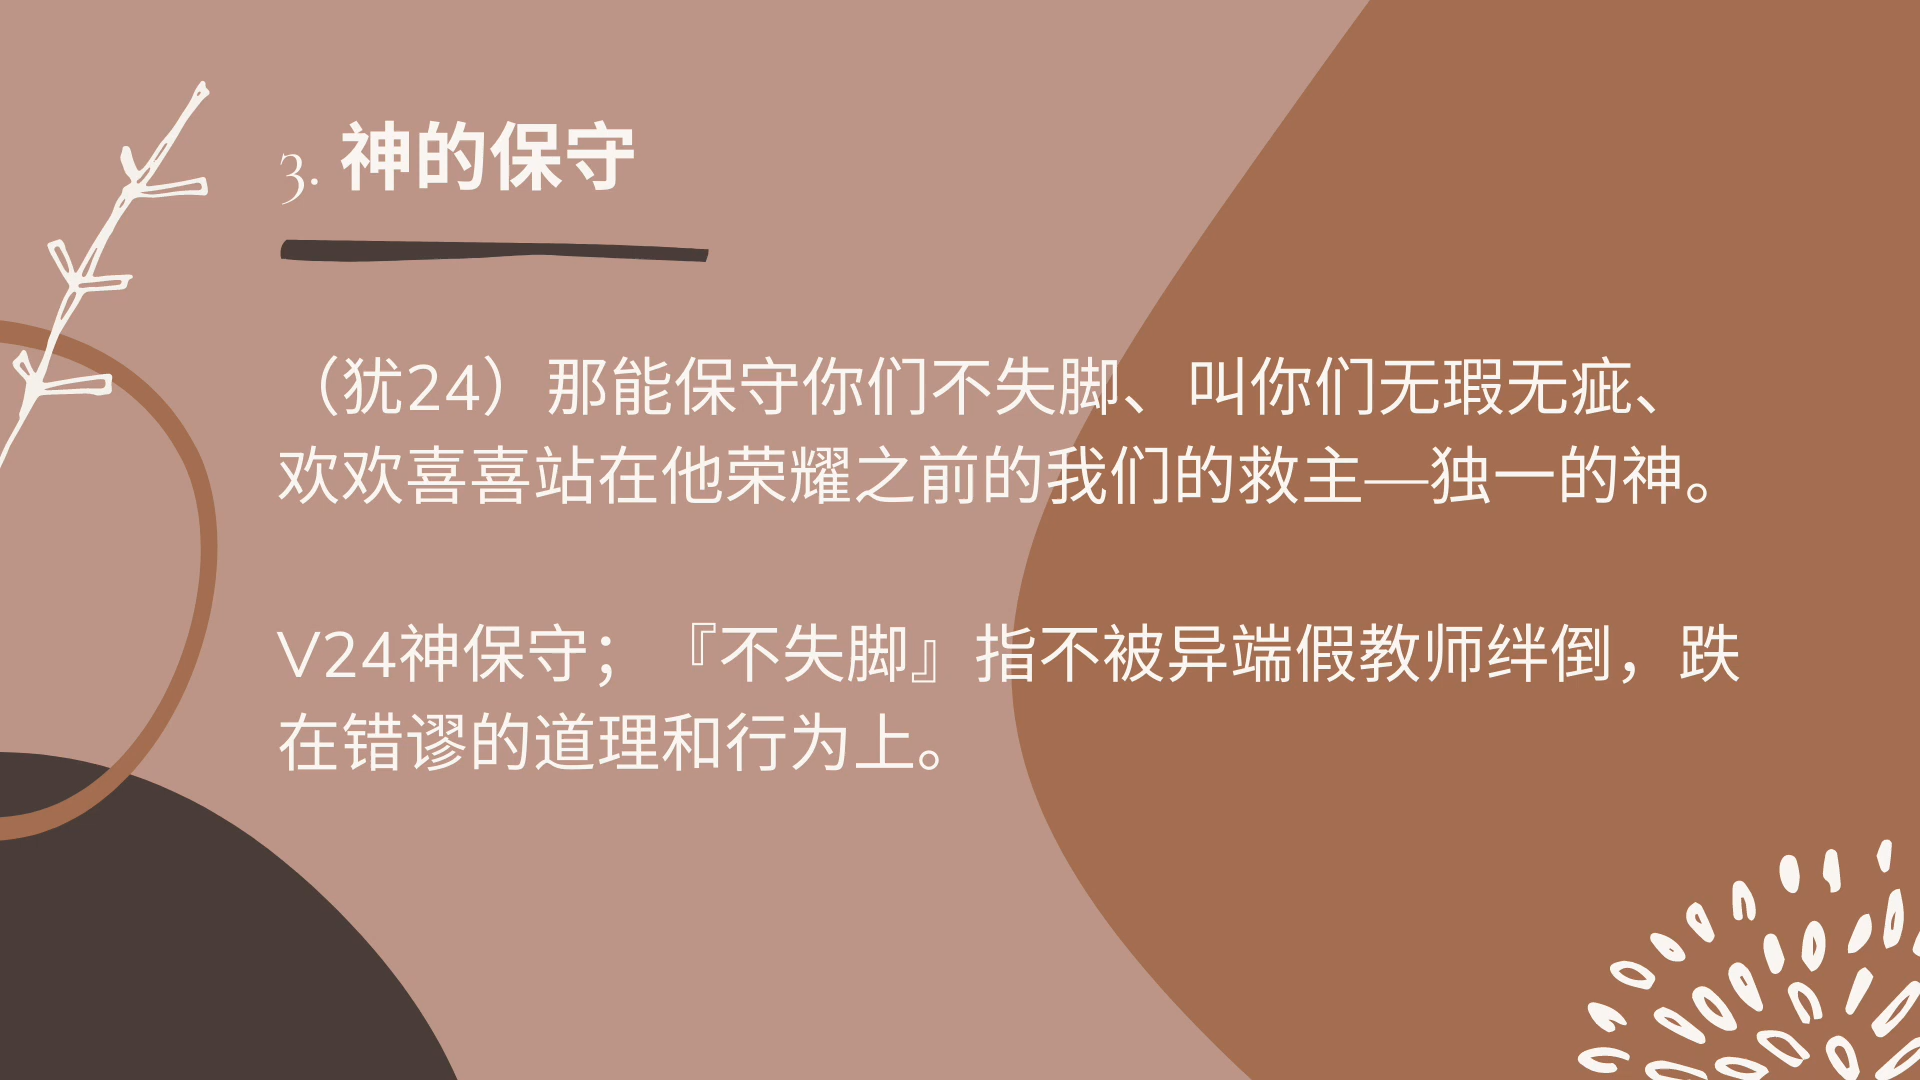 3. 神的保守
（犹24）那能保守你们不失脚、叫你们无瑕无疵、
欢欢喜喜站在他荣耀之前的我们的救主—独一的神。
V24神保守；『不失脚』指不被异端假教师绊倒，跌
在错谬的道理和行为上。